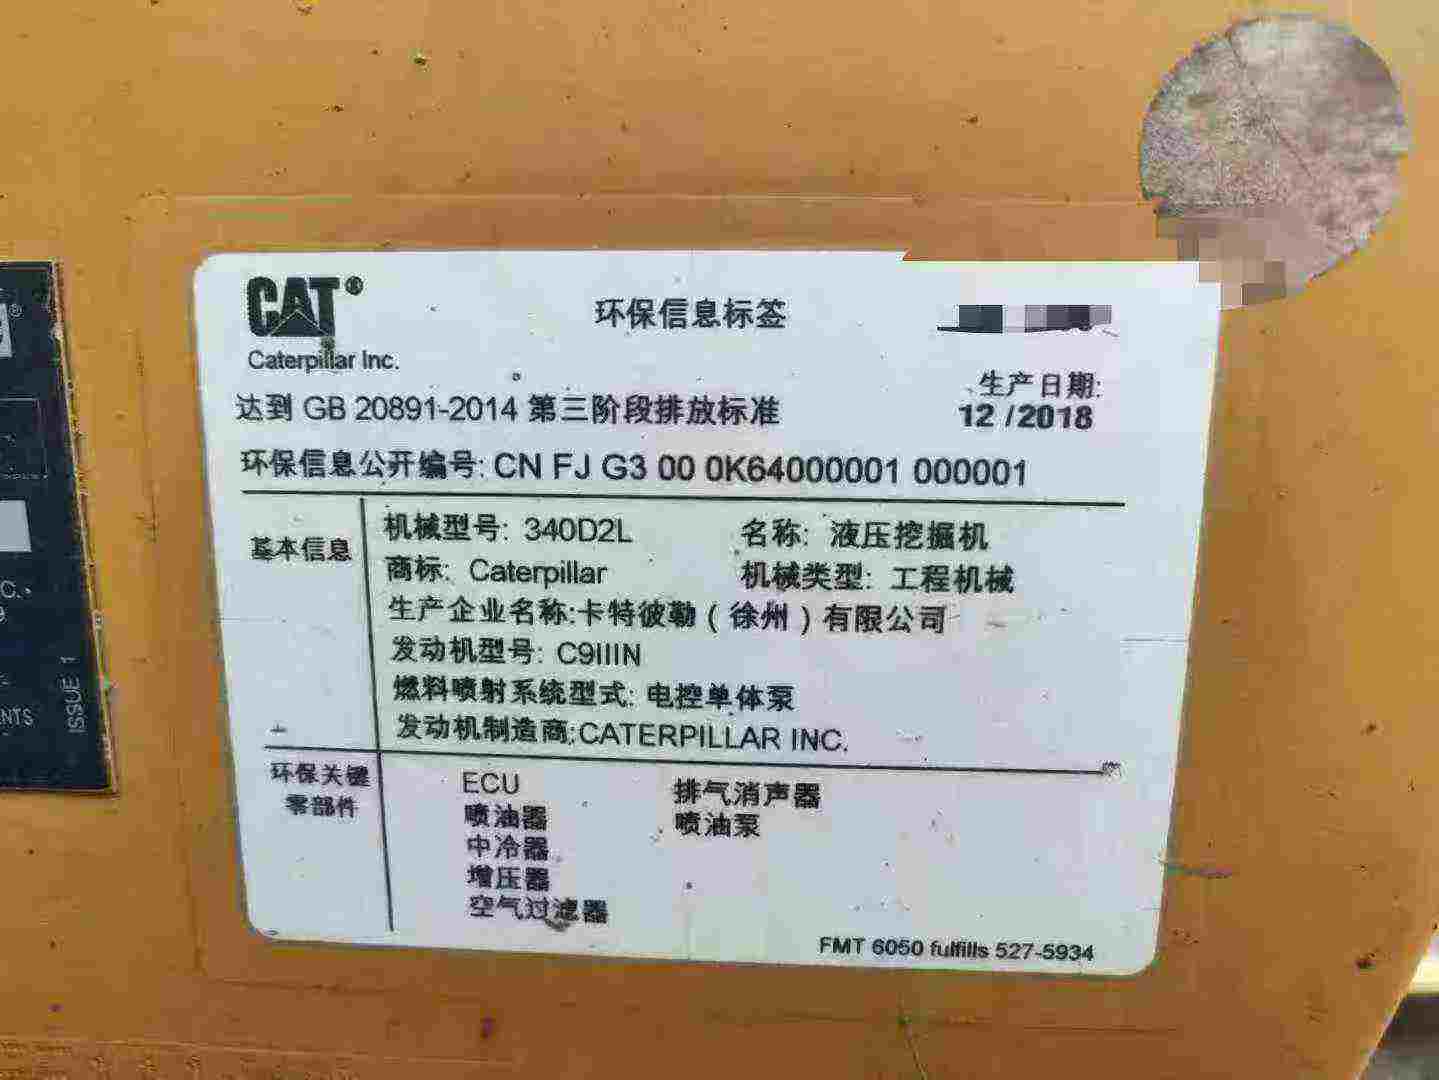 CAT®
Caterpillar Inc.
环保信息标签
生产日期:
12 /2018
达到 GB 20891-2014 第三阶段排放标准
环保信息公开编号: CN FJ G3 00 0K64000001 000001
基本信息
机械型号: 340D2L 名称: 液压挖掘机
商标: Caterpillar 机械类型: 工程机械
生产企业名称:卡特彼勒（徐州）有限公司
发动机型号: C9IIIN
燃料喷射系统型式: 电控单体泵
发动机制造商:CATERPILLAR INC.
环保关键
零部件
ECU 排气消声器
喷油器 喷油泵
中冷器
增压器
空气过滤器
FMT 6050 fulfills 527-5934
ISSUE 1
NTS